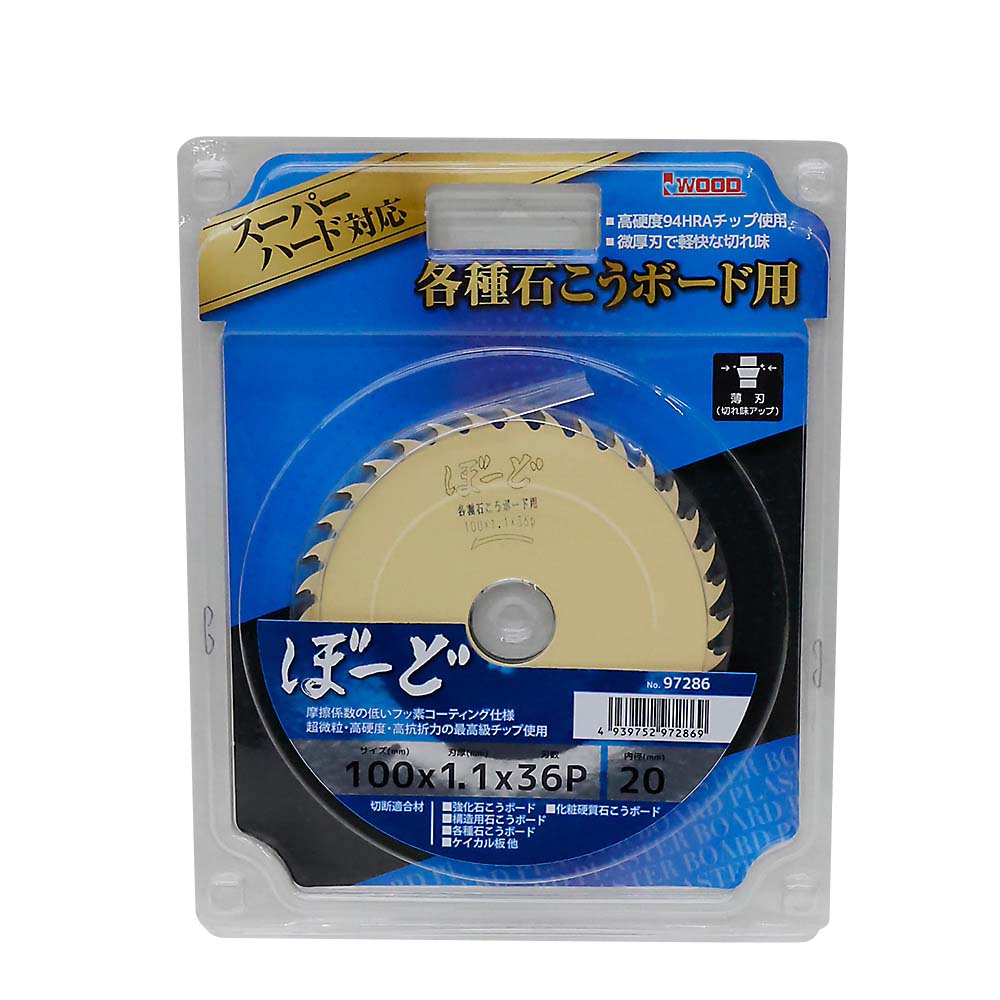 スーパー
ハード対応
IWOOD
■高硬度94HRAチップ使用
■微厚刃で軽快な切れ味
各種石こうボード用
薄刃
(切れ味アップ)
ぼーど
各種石こうボード用
100x1.1x36p
ぼーど
No. 97286
摩擦係数の低いフッ素コーティング仕様
超微粒・高硬度・高抗折力の最高級チップ使用
4 939752 972869
サイズ(mm) 刃厚(mm) 刃数 内径(mm)
100x1.1x36P 20
切断適合材
■強化石こうボード ■化粧硬質石こうボード
■構造用石こうボード
■各種石こうボード
■ケイカル板 他